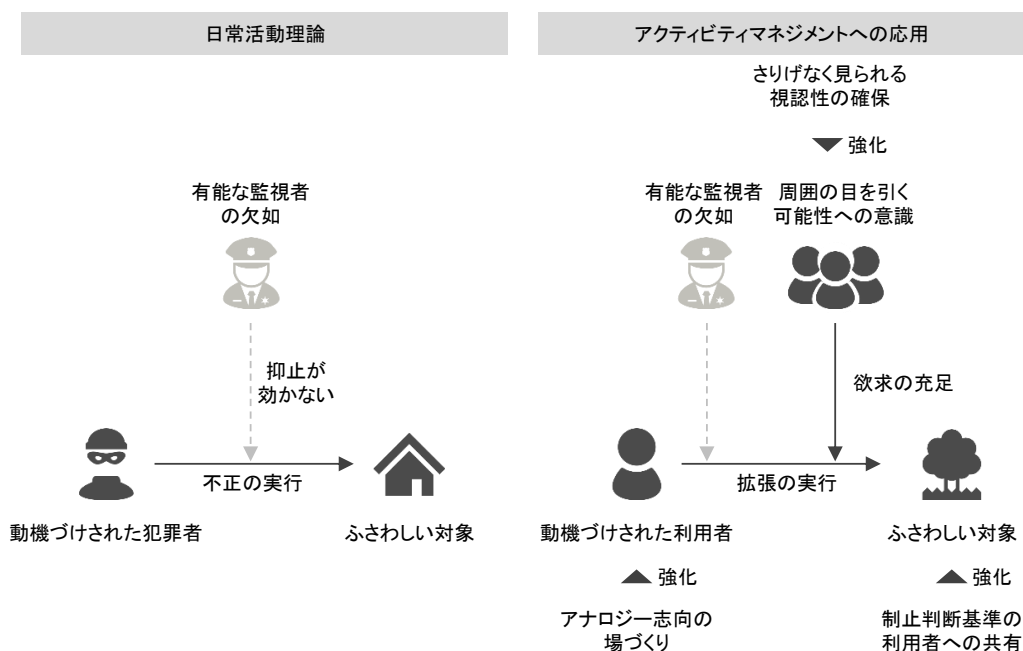 日常活動理論
有能な監視者
の欠如
抑止が
効かない
不正の実行
動機づけされた犯罪者
ふさわしい対象
アクティビティマネジメントへの応用
さりげなく見られる
視認性の確保
強化
有能な監視者
の欠如
周囲の目を引く
可能性への意識
欲求の充足
拡張の実行
動機づけされた利用者
ふさわしい対象
強化
強化
アナロジー志向の
場づくり
制止判断基準の
利用者への共有